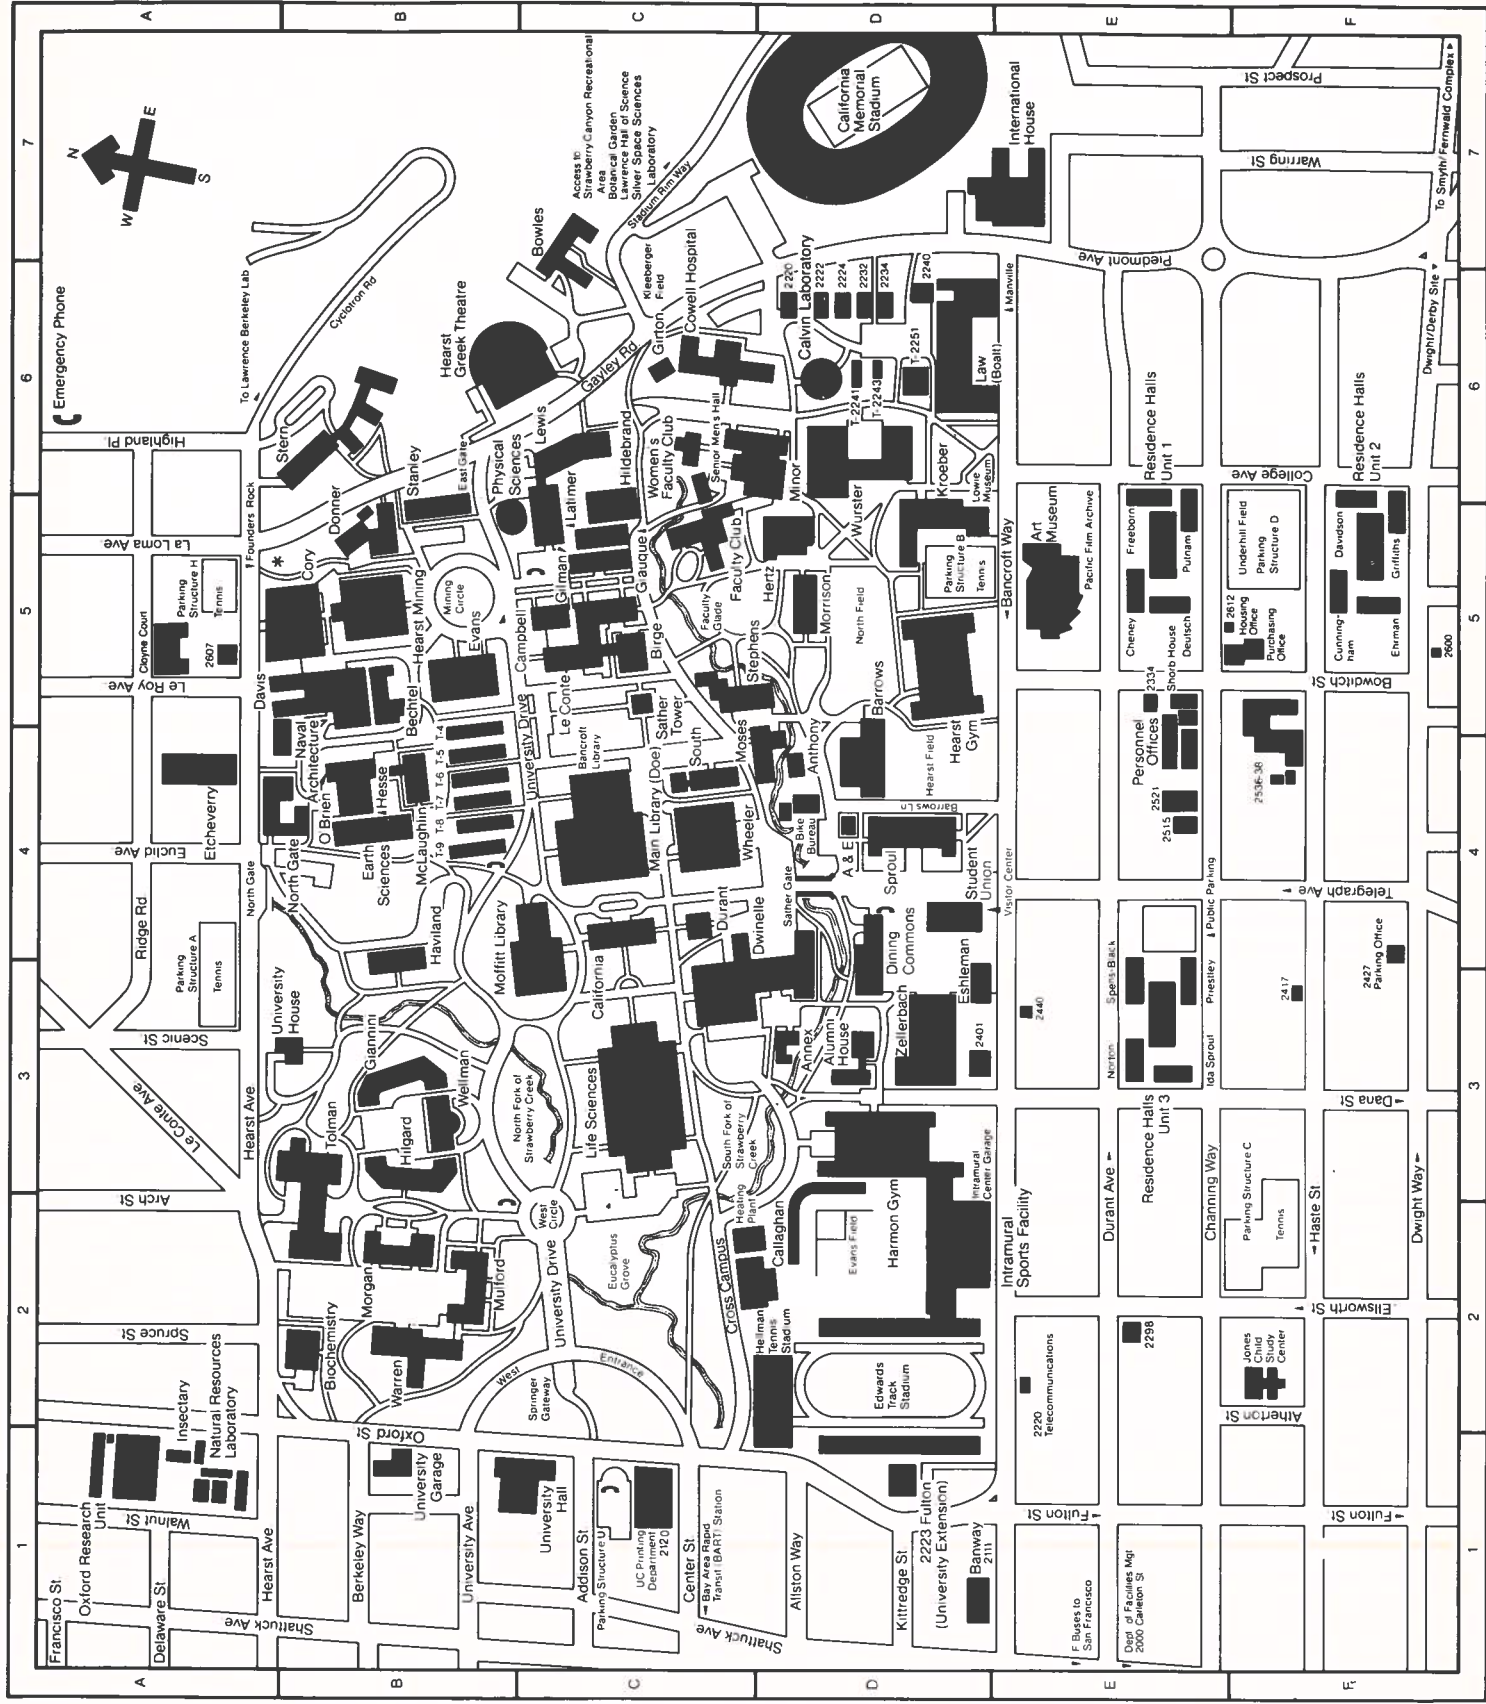 A
B
C
D
E
F
1
2
3
4
5
6
7
N
E
S
W
Emergency Phone
Francisco St.
Oxford Research
Unit
Delaware St.
Walnut St
Hearst Ave
Shattuck Ave
Insectary
Natural Resources
Laboratory
Spruce St
Arch St
Le Conte Ave
Hearst Ave
Scenic St
Ridge Rd
Parking
Structure A
Tennis
Euclid Ave
North Gate
Etcheverry
Le Roy Ave
Cloyne Court
2607
Parking
Structure H
Tennis
La Loma Ave.
Founders Rock
Highland Pl.
To Lawrence Berkeley Lab
Cyclotron Rd
Berkeley Way
University
Garage
University Ave
Oxford St
Biochemistry
Warren
Morgan
Mulford
Tolman
Hilgard
Giannini
Wellman
University
House
Haviland
North Gate
Earth
Sciences
McLaughlin
O'Brien
Hesse
Naval
Architecture
Bechtel
Davis
T-9
T-8
T-7
T-6
T-5
T-4
Evans
Hearst Mining
Mining
Circle
Cory
Donner
Stanley
Stern
East Gate
Hearst
Greek Theatre
Bowles
Access to
Strawberry Canyon Recreational
Area
Botanical Garden
Lawrence Hall of Science
Silver Space Sciences
Laboratory
Stadium Rim Way
University
Hall
Addison St
Parking Structure U
UC Printing
Department
2120
Center St
Bay Area Rapid
Transit (BART) Station
Springer
Gateway
West
Entrance
University Drive
Eucalyptus
Grove
West
Circle
North Fork of
Strawberry Creek
Life Sciences
California
Moffitt Library
Durant
Dwinelle
Main Library (Doe)
Bancroft
Library
Wheeler
South
University Drive
Sather
Tower
Le Conte
Campbell
Birge
Gilman
Glauque
Latimer
Physical
Sciences
Lewis
Hildebrand
Gayley Rd
Girton
Kleeberger
Field
Cowell Hospital
Women's
Faculty Club
Senior Men's Hall
Faculty Club
Faculty
Glade
Stephens
Moses
Cross Campus
South Fork of
Strawberry
Creek
Heating
Plant
Callaghan
Hellman
Tennis
Stadium
Shattuck Ave
Allston Way
Kittredge St
2223 Fulton
(University Extension)
Banway
2111
Edwards
Track
Stadium
Evans Field
Harmon Gym
Intramural
Center Garage
Annex
Alumni
House
Zellerbach
2401
Eshleman
Dining
Commons
Sather Gate
Bike
Bureau
A & E
Sproul
Student
Union
Visitor Center
Anthony
Barrows
Barrows Ln
Hearst Field
Hearst
Gym
Morrison
Hertz
North Field
Parking
Structure B
Tennis
Wurster
Minor
Kroeber
Lowie
Museum
Calvin Laboratory
T-2241
T-2243
T-2251
2220
2222
2224
2232
2234
2240
Law
(Boalt)
California
Memorial
Stadium
International
House
Bancroft Way
Manville
Piedmont Ave
F Buses to
San Francisco
Dept of Facilities Mgt
2000 Carleton St
Fulton St
2220
Telecommunications
2298
Intramural
Sports Facility
Durant Ave
Residence Halls
Unit 3
2440
Norton
Spens-Black
Ida Sproul
Priestley
Public Parking
Personnel
Offices
2515
2521
2334
Shorb House
Art
Museum
Pacific Film Archive
Cheney
Freeborn
Deutsch
Putnam
Residence Halls
Unit 1
Channing Way
Fulton St
Atherton St
Jones
Child
Study
Center
Ellsworth St
Parking Structure C
Tennis
Haste St
Dana St
2417
2427
Parking Office
Telegraph Ave
2536-38
Bowditch St
2612
Housing
Office
Purchasing
Office
Underhill Field
Parking
Structure D
College Ave
Cunning-
ham
Davidson
Ehrman
Griffiths
Residence Halls
Unit 2
Dwight Way
2600
Dwight/Derby Site
Warring St
Prospect St
To Smyth/Fernwald Complex